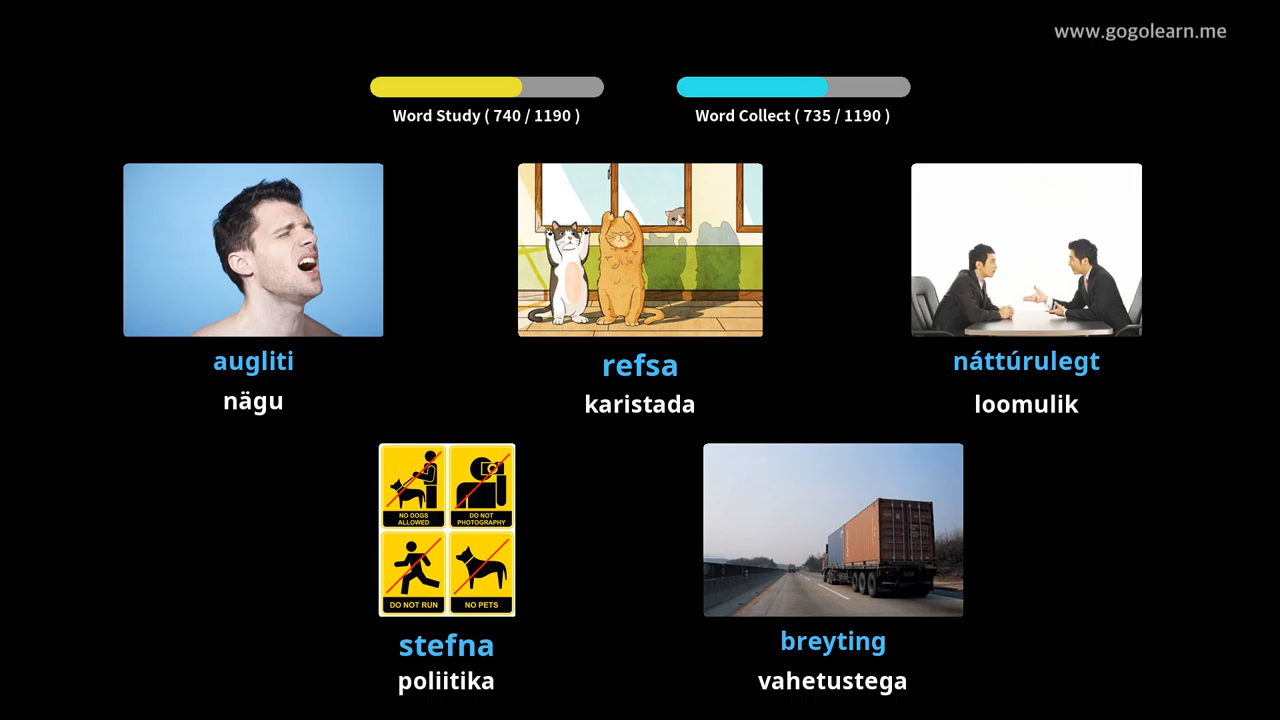 www.gogolearn.me
Word Study ( 740 / 1190 )
Word Collect ( 735 / 1190 )
augliti
refsa
náttúrulegt
nägu
karistada
loomulik
NO DOGS
ALLOWED
DO NOT
PHOTOGRAPHY
DO NOT RUN
NO PETS
stefna
breyting
poliitika
vahetustega